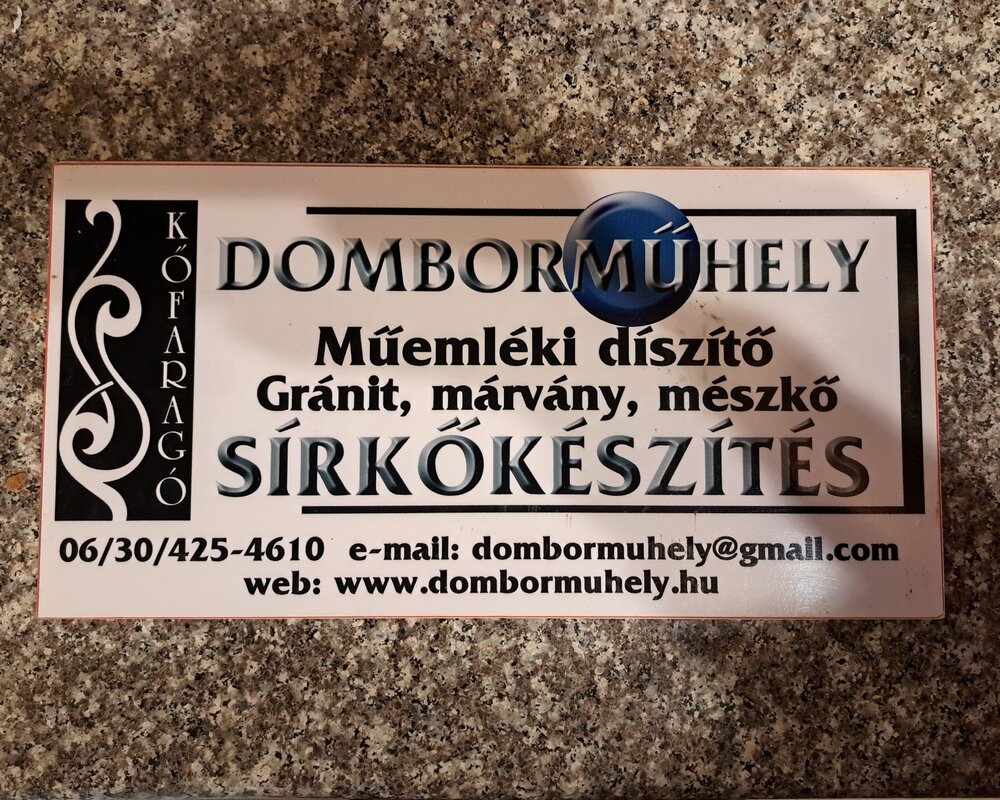 KŐFARAGÓ
DOMBORMŰHELY
Műemléki díszítő
Gránit, márvány, mészkő
SÍRKŐKÉSZÍTÉS
06/30/425-4610 e-mail: dombormuhely@gmail.com
web: www.dombormuhely.hu